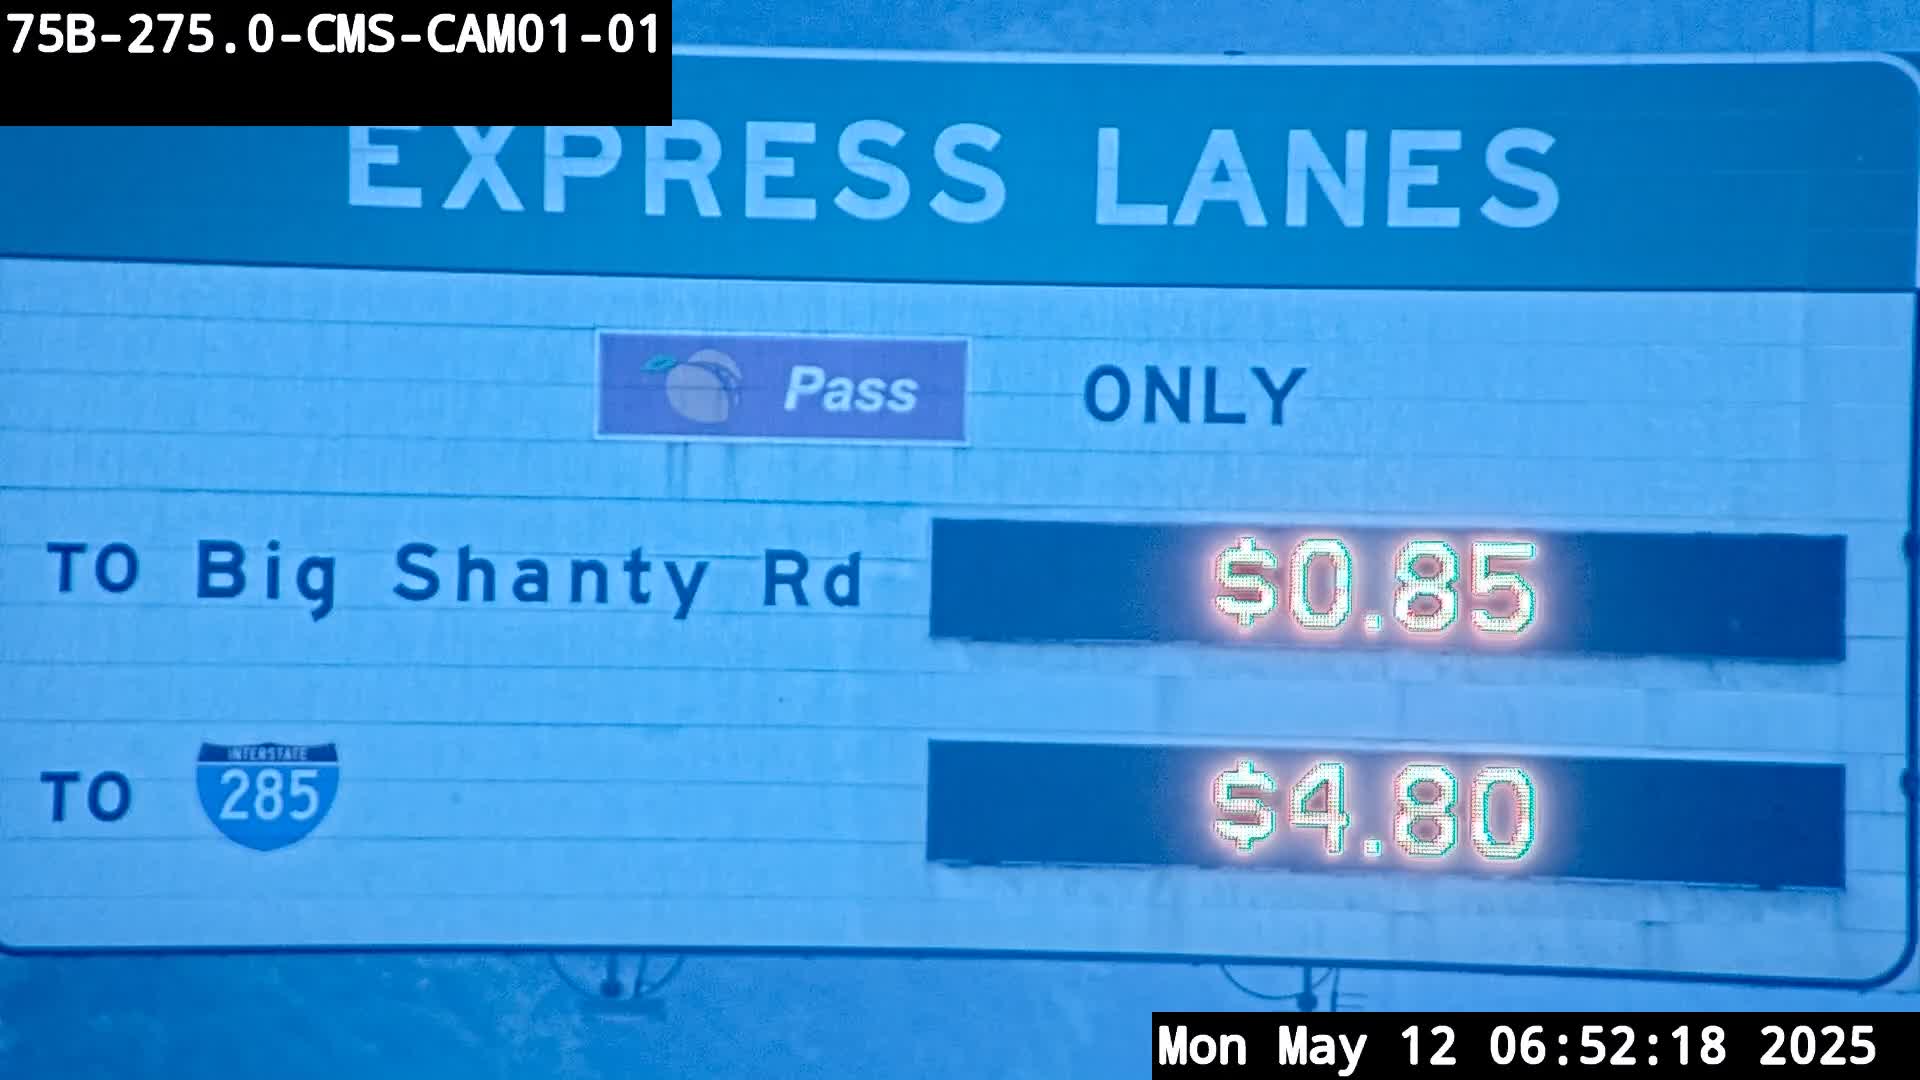 75B-275.0-CMS-CAM01-01
EXPRESS LANES
Pass ONLY
TO Big Shanty Rd $0.85
INTERSTATE
TO 285 $4.80
Mon May 12 06:52:18 2025